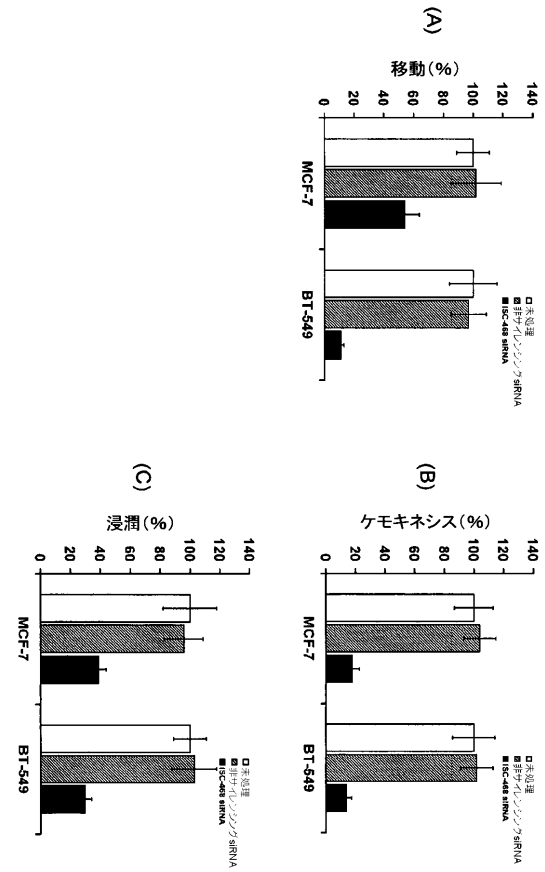 (A)
移動(%)
140
120
100
80
60
40
20
0
MCF-7
BT-549
□ 未処理
▨ 非サイレンシングsiRNA
■ ISC-468 siRNA
(B)
ケモキネシス(%)
140
120
100
80
60
40
20
0
MCF-7
BT-549
□ 未処理
▨ 非サイレンシングsiRNA
■ ISC-468 siRNA
(C)
浸潤(%)
140
120
100
80
60
40
20
0
MCF-7
BT-549
□ 未処理
▨ 非サイレンシングsiRNA
■ ISC-468 siRNA